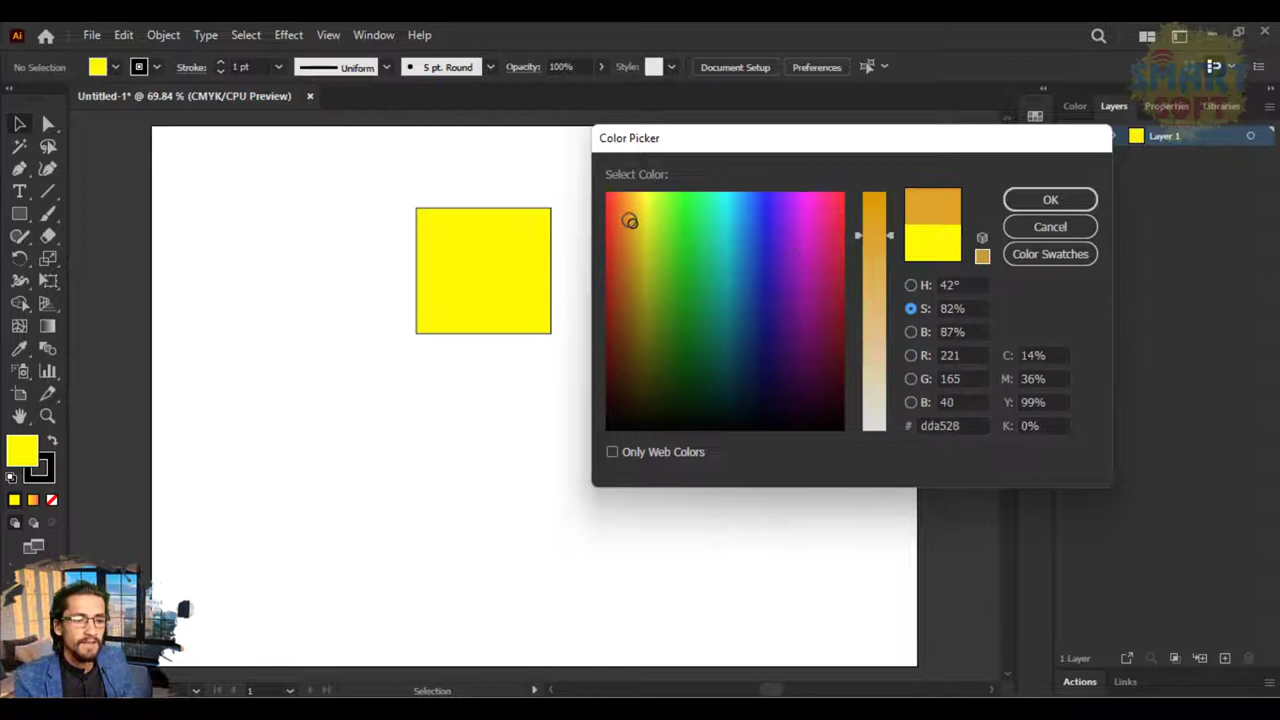 Ai File Edit Object Type Select Effect View Window Help
No Selection Stroke: 1 pt Uniform 5 pt. Round Opacity: 100% Style: Document Setup Preferences
SMART
SOFT
Untitled-1* @ 69.84 % (CMYK/CPU Preview) ×
Color Layers Properties Libraries
Layer 1
Color Picker
Select Color:
OK
Cancel
Color Swatches
H: 42°
S: 82%
B: 87%
R: 221 C: 14%
G: 165 M: 36%
B: 40 Y: 99%
# dda528 K: 0%
Only Web Colors
1 Layer
Actions Links
1 Selection